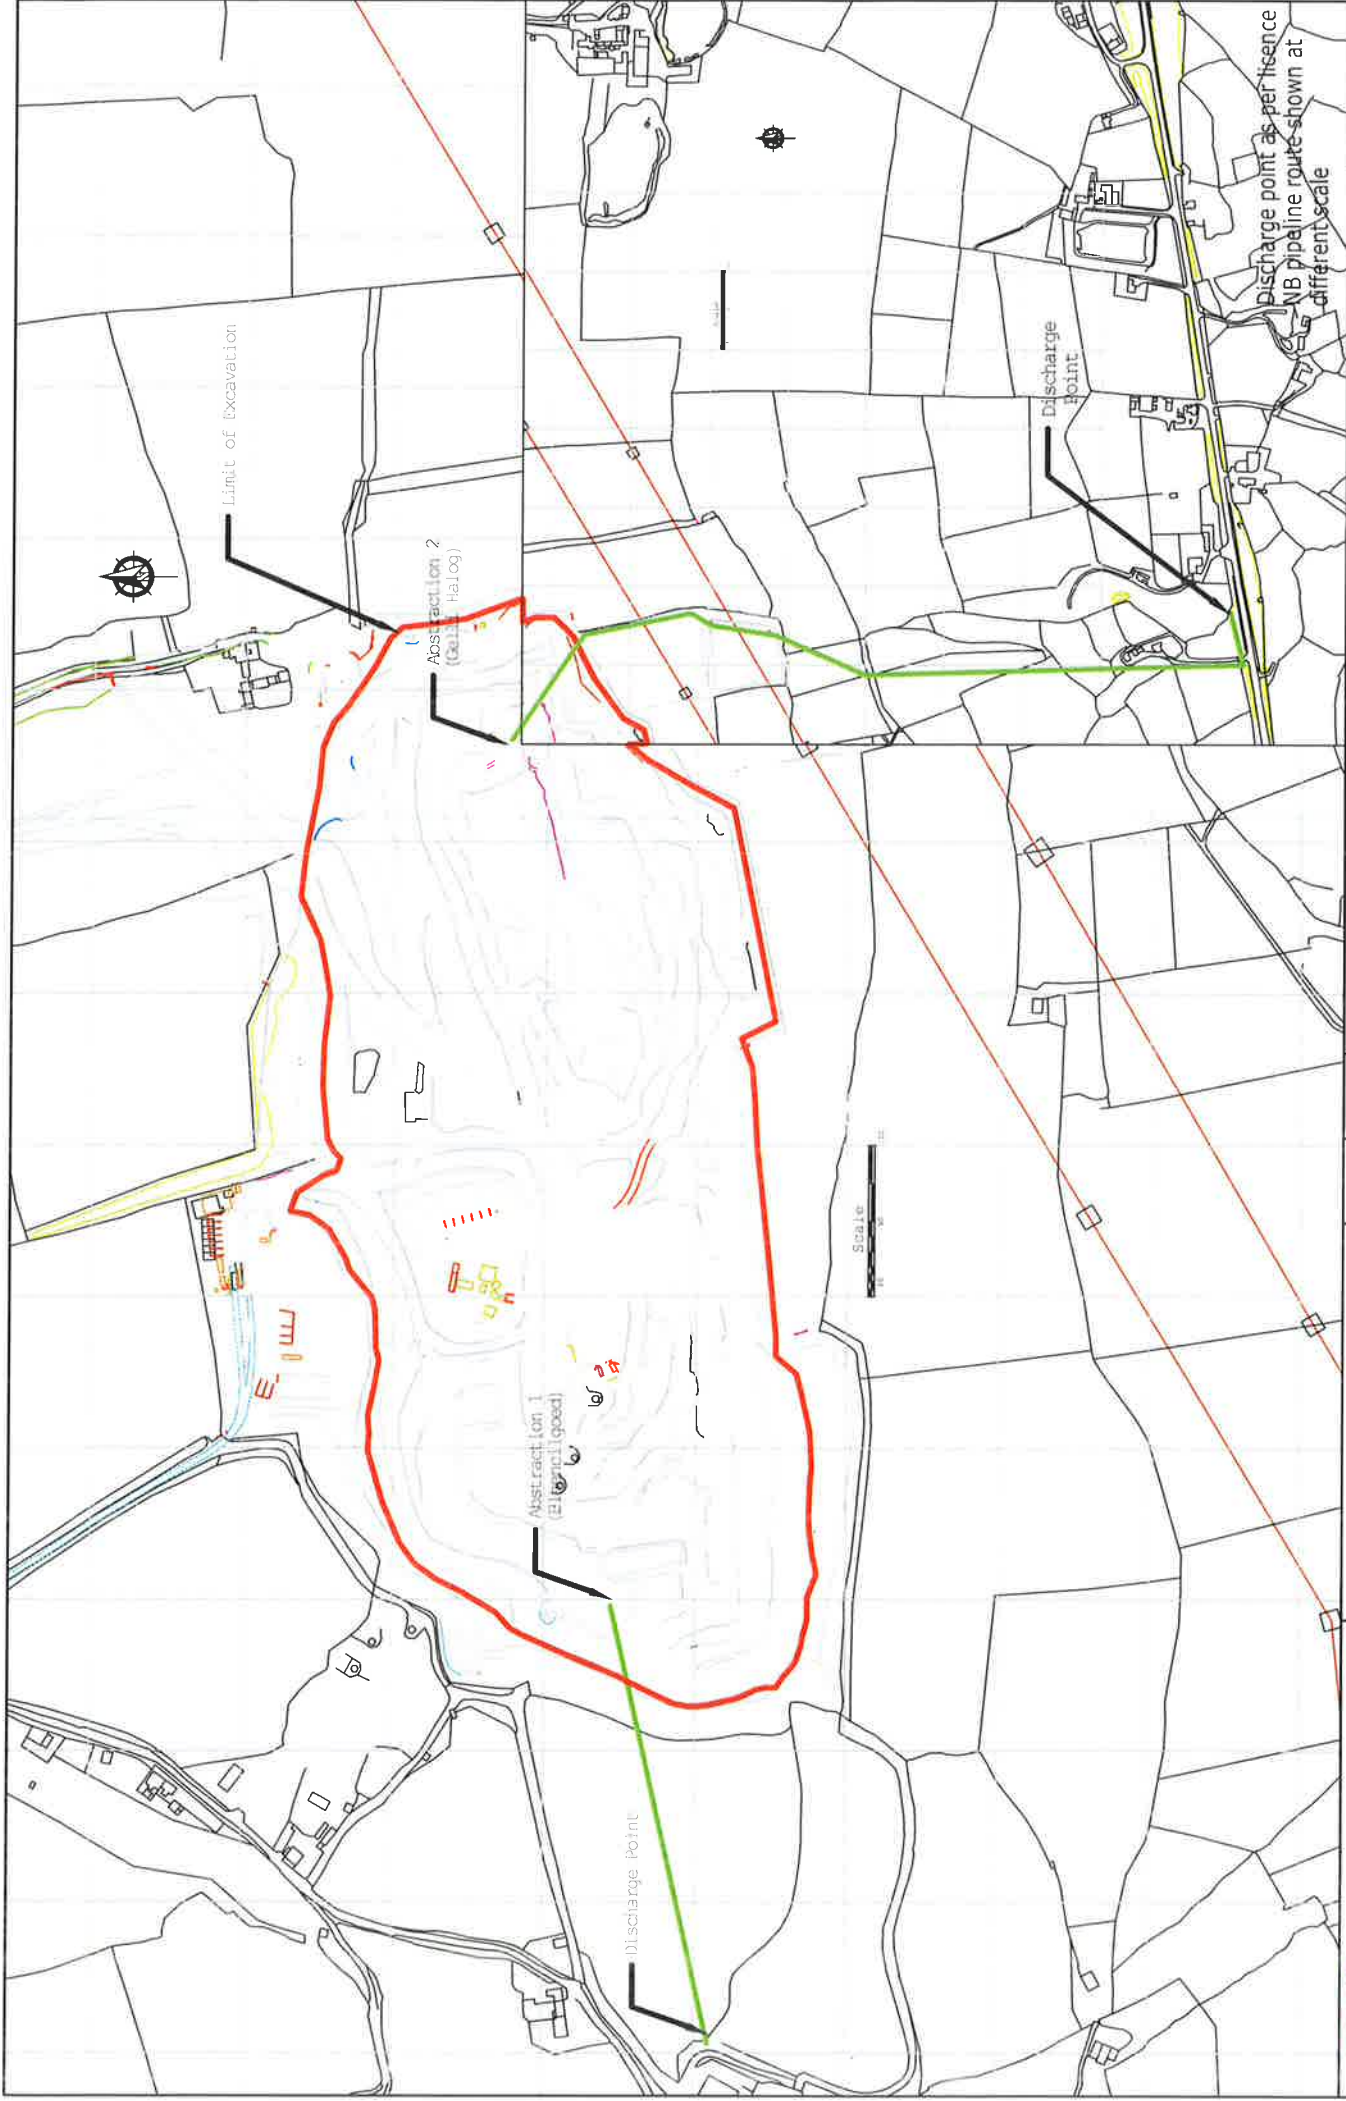 Limit of Excavation
Abstraction 2
Halog)
Abstraction 1
Discharge Point
Scale
Discharge
Point
Discharge point as per licence
NB pipeline route shown at
different scale